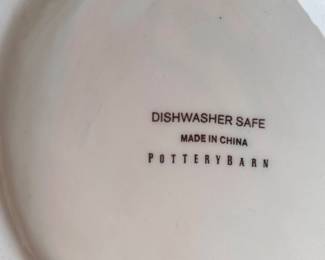 DISHWASHER SAFE
MADE IN CHINA
POTTERYBARN